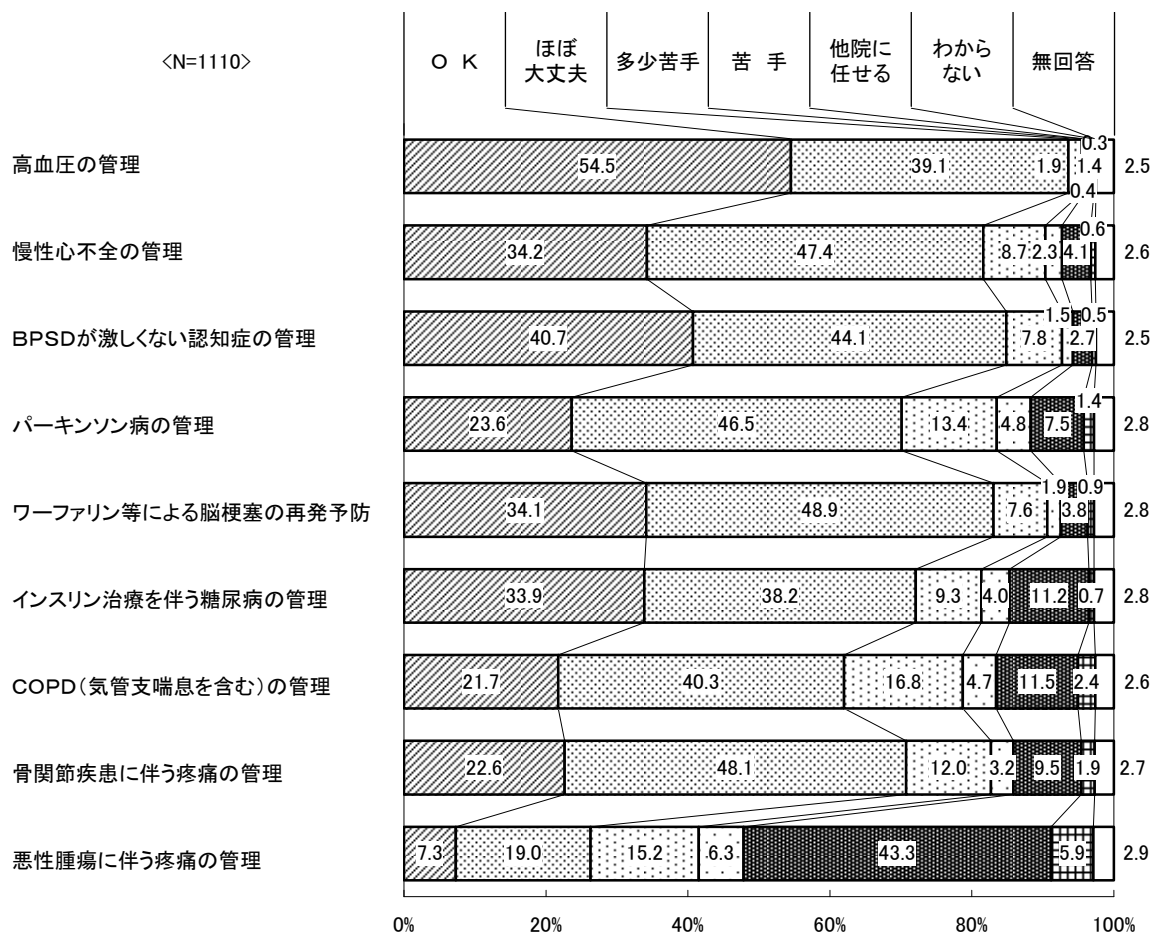 <N=1110>
Ｏ Ｋ
ほぼ
大丈夫
多少苦手
苦 手
他院に
任せる
わから
ない
無回答
高血圧の管理
54.5 39.1 1.9 0.4 1.4 0.3 2.5
慢性心不全の管理
34.2 47.4 8.7 2.3 4.1 0.6 2.6
BPSDが激しくない認知症の管理
40.7 44.1 7.8 1.5 2.7 0.5 2.5
パーキンソン病の管理
23.6 46.5 13.4 4.8 7.5 1.4 2.8
ワーファリン等による脳梗塞の再発予防
34.1 48.9 7.6 1.9 3.8 0.9 2.8
インスリン治療を伴う糖尿病の管理
33.9 38.2 9.3 4.0 11.2 0.7 2.8
COPD（気管支喘息を含む）の管理
21.7 40.3 16.8 4.7 11.5 2.4 2.6
骨関節疾患に伴う疼痛の管理
22.6 48.1 12.0 3.2 9.5 1.9 2.7
悪性腫瘍に伴う疼痛の管理
7.3 19.0 15.2 6.3 43.3 5.9 2.9
0% 20% 40% 60% 80% 100%